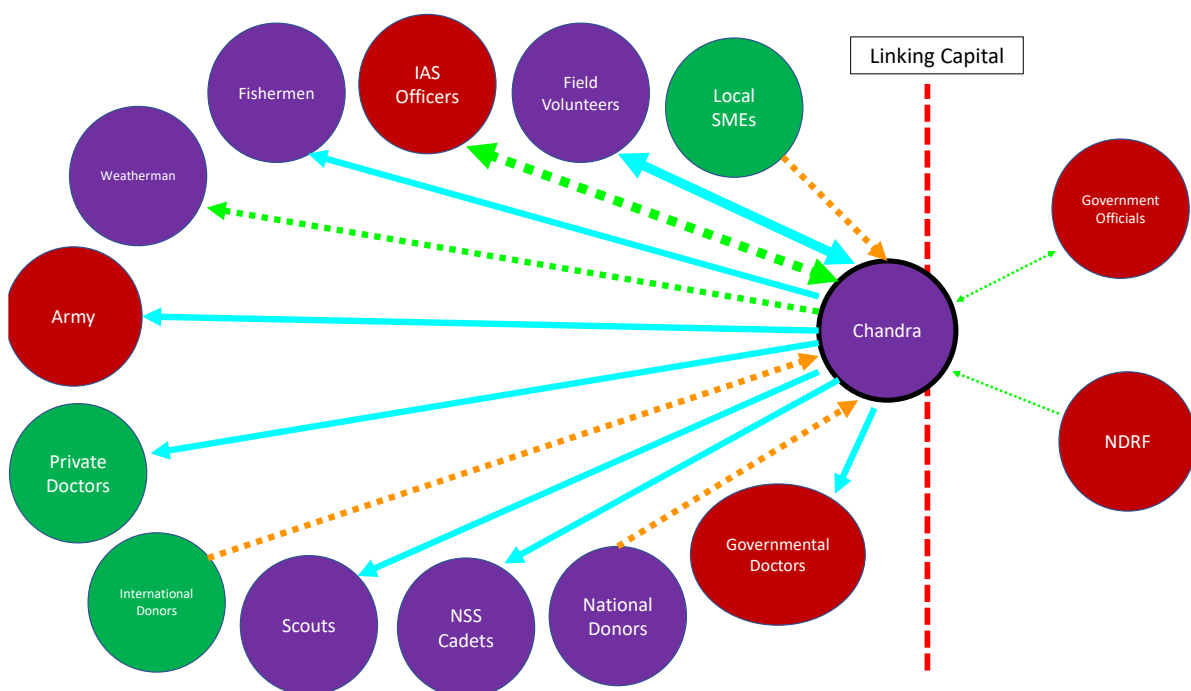 Linking Capital
Fishermen
IAS
Officers
Field
Volunteers
Local
SMEs
Weatherman
Government
Officials
Army
Chandra
Private
Doctors
NDRF
International
Donors
Scouts
NSS
Cadets
National
Donors
Governmental
Doctors